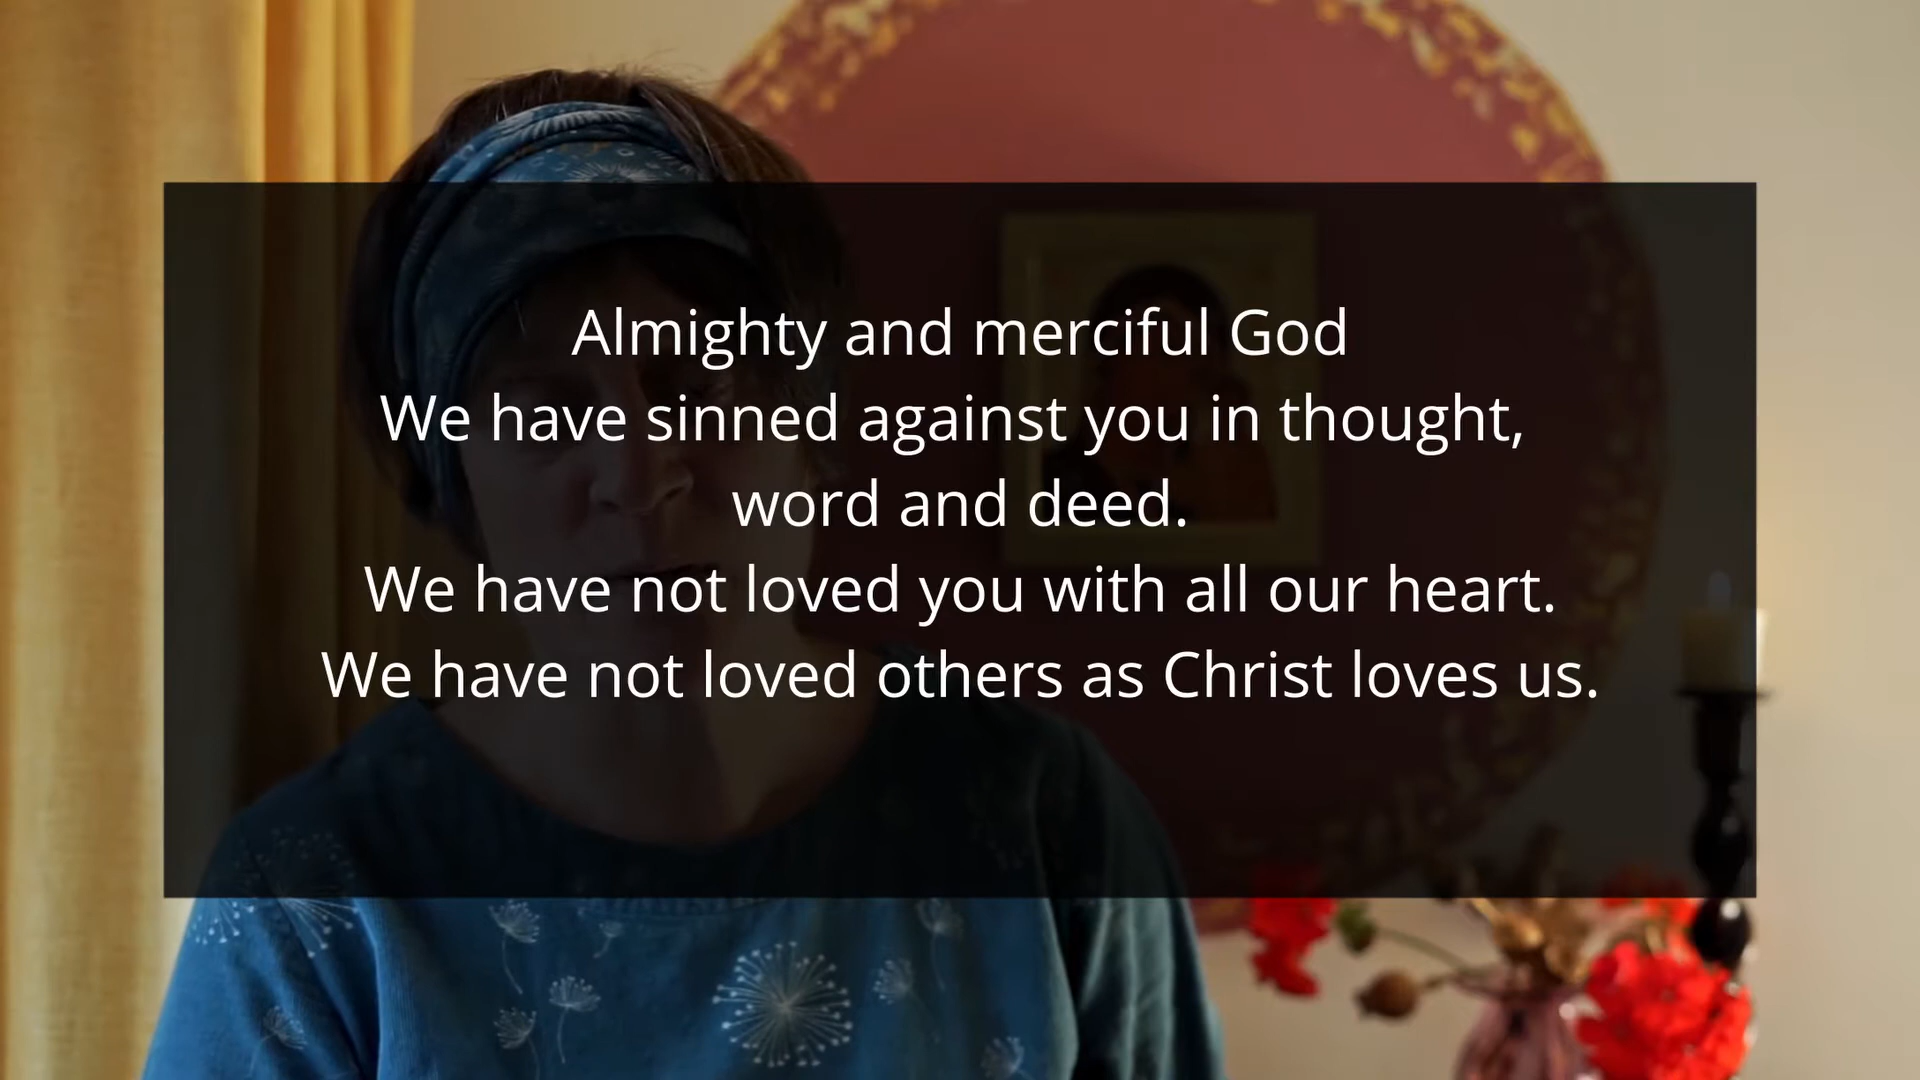 Almighty and merciful God
We have sinned against you in thought,
word and deed.
We have not loved you with all our heart.
We have not loved others as Christ loves us.